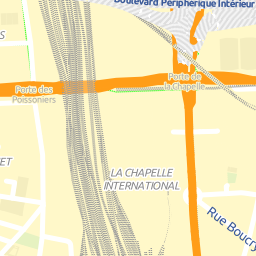 Boulevard Périphérique Intérieur
Porte de
la Chapelle
Porte des
Poissonniers
LA CHAPELLE
INTERNATIONAL
Rue Boucry